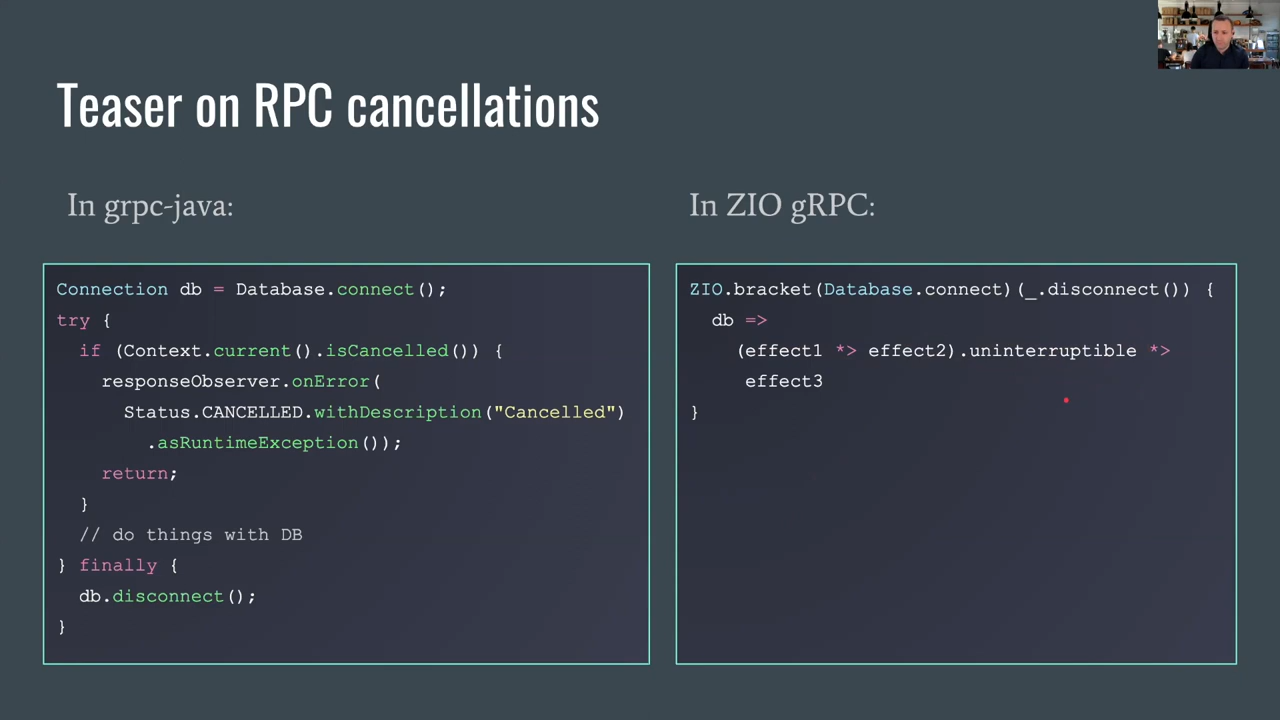 Teaser on RPC cancellations
In grpc-java:
Connection db = Database.connect();
try {
  if (Context.current().isCancelled()) {
    responseObserver.onError(
      Status.CANCELLED.withDescription("Cancelled")
        .asRuntimeException());
    return;
  }
  // do things with DB
} finally {
  db.disconnect();
}
In ZIO gRPC:
ZIO.bracket(Database.connect)(_.disconnect()) {
  db =>
    (effect1 *> effect2).uninterruptible *>
     effect3
}